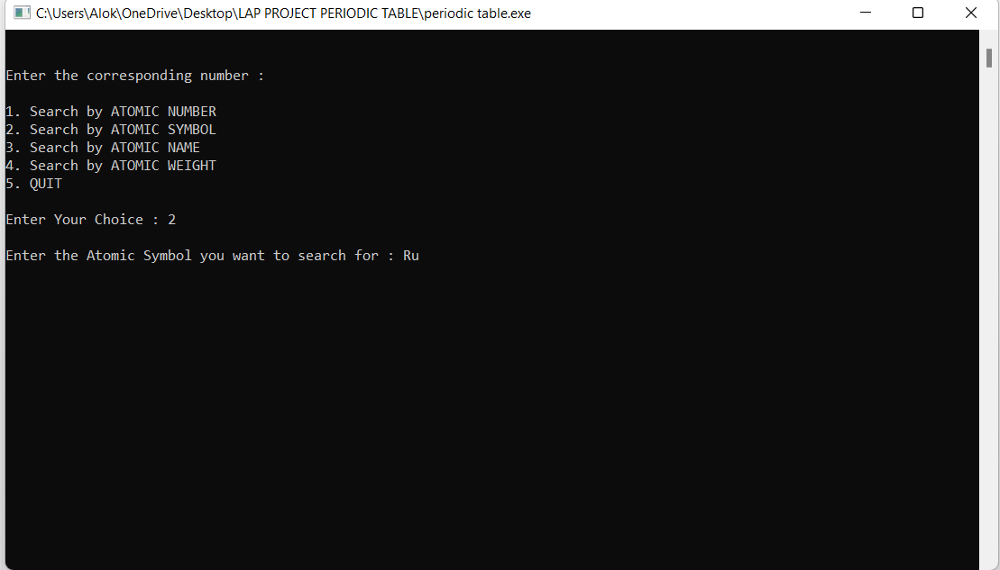 C:\Users\Alok\OneDrive\Desktop\LAP PROJECT PERIODIC TABLE\periodic table.exe
Enter the corresponding number :
1. Search by ATOMIC NUMBER
2. Search by ATOMIC SYMBOL
3. Search by ATOMIC NAME
4. Search by ATOMIC WEIGHT
5. QUIT
Enter Your Choice : 2
Enter the Atomic Symbol you want to search for : Ru